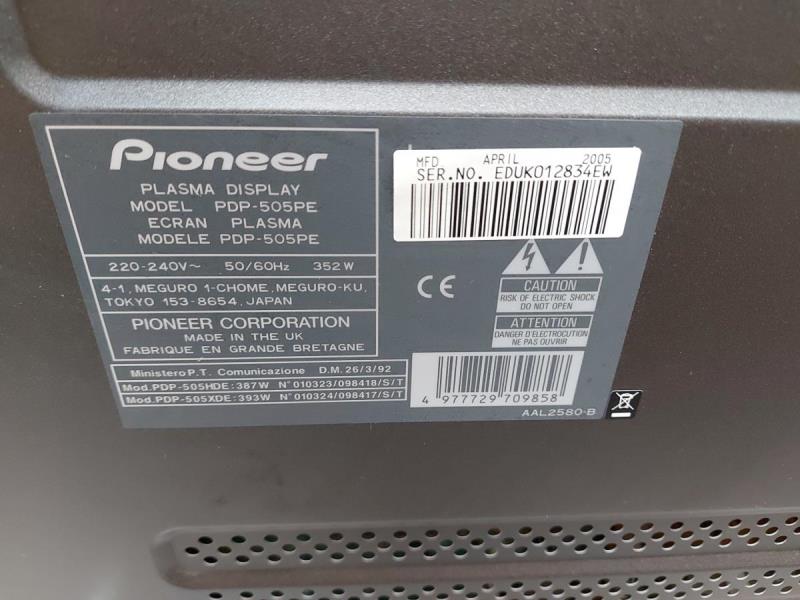 Pioneer
PLASMA DISPLAY
MODEL PDP-505PE
ECRAN PLASMA
MODELE PDP-505PE
220-240V~ 50/60Hz 352 W
4-1, MEGURO 1-CHOME, MEGURO-KU,
TOKYO 153-8654, JAPAN
PIONEER CORPORATION
MADE IN THE UK
FABRIQUE EN GRANDE BRETAGNE
Ministero P.T. Comunicazione D.M. 26/3/92
Mod.PDP-505HDE:387W N°010323/098418/S/T
Mod.PDP-505XDE:393W N°010324/098417/S/T
MFD APRIL 2005
SER.NO. EDUK012834EW
CE
CAUTION
RISK OF ELECTRIC SHOCK
DO NOT OPEN
ATTENTION
DANGER D'ELECTROCUTION
NE PAS OUVRIR
4 977729 709858
AAL2580-B